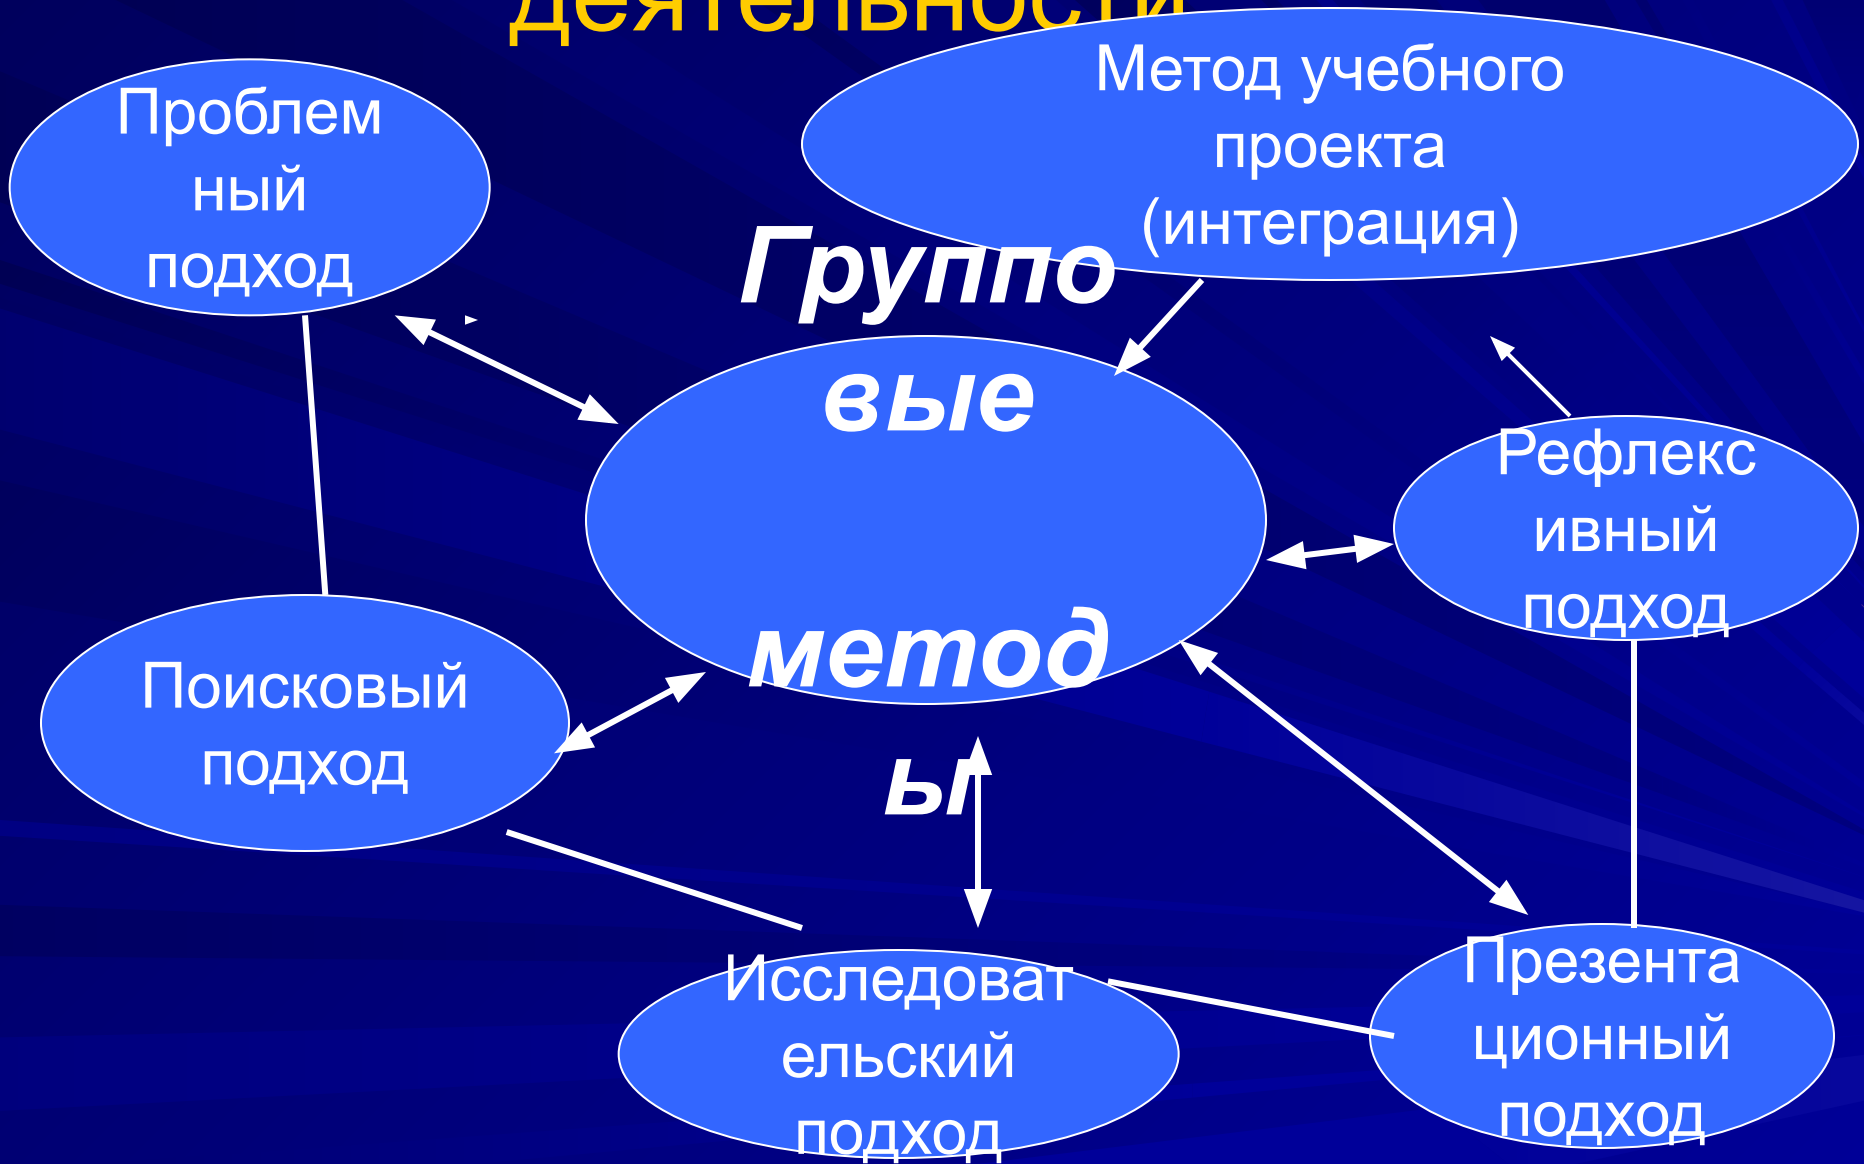 деятельности
Метод учебного
проекта
(интеграция)
Проблем
ный
подход
Группо
вые
метод
ы
Рефлекс
ивный
подход
Поисковый
подход
Исследоват
ельский
подход
Презента
ционный
подход